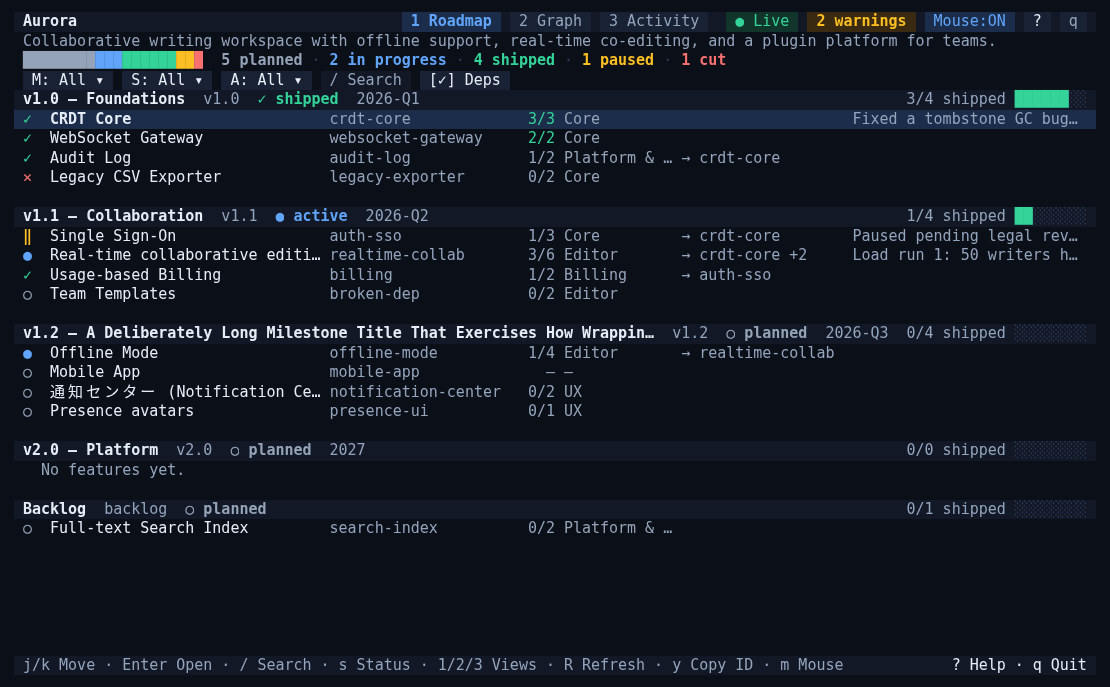 Aurora 1 Roadmap 2 Graph 3 Activity ● Live 2 warnings Mouse:ON ? q
Collaborative writing workspace with offline support, real-time co-editing, and a plugin platform for teams.
5 planned · 2 in progress · 4 shipped · 1 paused · 1 cut
M: All ▾ S: All ▾ A: All ▾ / Search [✓] Deps
v1.0 — Foundations v1.0 ✓ shipped 2026-Q1 3/4 shipped
✓ CRDT Core crdt-core 3/3 Core Fixed a tombstone GC bug…
✓ WebSocket Gateway websocket-gateway 2/2 Core
✓ Audit Log audit-log 1/2 Platform & … → crdt-core
✕ Legacy CSV Exporter legacy-exporter 0/2 Core
v1.1 — Collaboration v1.1 ● active 2026-Q2 1/4 shipped
‖ Single Sign-On auth-sso 1/3 Core → crdt-core Paused pending legal rev…
● Real-time collaborative editi… realtime-collab 3/6 Editor → crdt-core +2 Load run 1: 50 writers h…
✓ Usage-based Billing billing 1/2 Billing → auth-sso
○ Team Templates broken-dep 0/2 Editor
v1.2 — A Deliberately Long Milestone Title That Exercises How Wrappin… v1.2 ○ planned 2026-Q3 0/4 shipped
● Offline Mode offline-mode 1/4 Editor → realtime-collab
○ Mobile App mobile-app — —
○ 通知センター (Notification Ce… notification-center 0/2 UX
○ Presence avatars presence-ui 0/1 UX
v2.0 — Platform v2.0 ○ planned 2027 0/0 shipped
No features yet.
Backlog backlog ○ planned 0/1 shipped
○ Full-text Search Index search-index 0/2 Platform & …
j/k Move · Enter Open · / Search · s Status · 1/2/3 Views · R Refresh · y Copy ID · m Mouse ? Help · q Quit